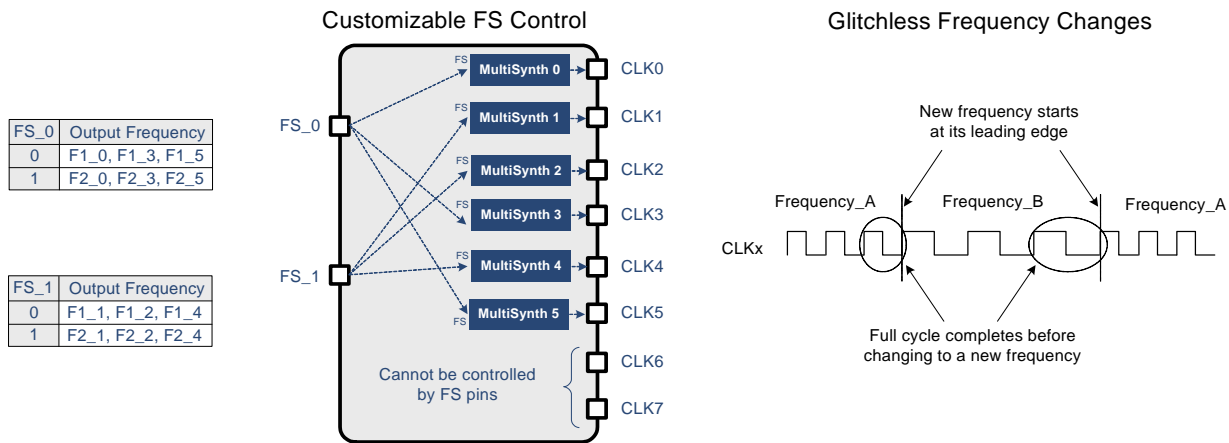 Customizable FS Control
Glitchless Frequency Changes
FS_0 Output Frequency
0 F1_0, F1_3, F1_5
1 F2_0, F2_3, F2_5
FS_1 Output Frequency
0 F1_1, F1_2, F1_4
1 F2_1, F2_2, F2_4
FS_0
FS_1
FS
MultiSynth 0
CLK0
FS
MultiSynth 1
CLK1
FS
MultiSynth 2
CLK2
FS
MultiSynth 3
CLK3
FS
MultiSynth 4
CLK4
FS
MultiSynth 5
CLK5
Cannot be controlled
by FS pins
CLK6
CLK7
New frequency starts
at its leading edge
Frequency_A
Frequency_B
Frequency_A
CLKx
Full cycle completes before
changing to a new frequency